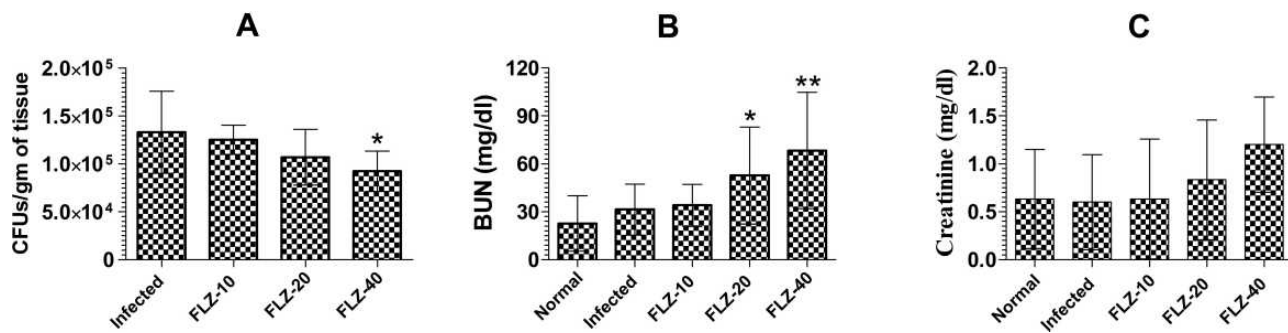 A
CFUs/gm of tissue
2.0×10⁵
1.5×10⁵
1.0×10⁵
5.0×10⁴
0
*
Infected
FLZ-10
FLZ-20
FLZ-40
B
BUN (mg/dl)
120
90
60
30
0
*
**
Normal
Infected
FLZ-10
FLZ-20
FLZ-40
C
Creatinine (mg/dl)
2.0
1.5
1.0
0.5
0.0
Normal
Infected
FLZ-10
FLZ-20
FLZ-40